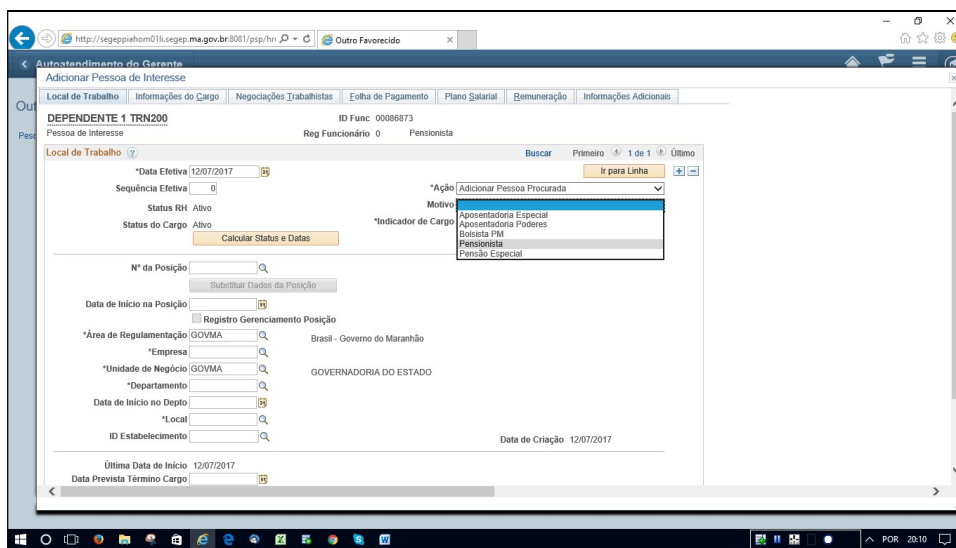 http://segeppiahom01li.segep.ma.gov.br:8081/psp/hn
Outro Favorecido
Autoatendimento do Gerente
Adicionar Pessoa de Interesse
Out
Pesc
Local de Trabalho Informações do Cargo Negociações Trabalhistas Folha de Pagamento Plano Salarial Remuneração Informações Adicionais
DEPENDENTE 1 TRN200 ID Func 00086873
Pessoa de Interesse Reg Funcionário 0 Pensionista
Local de Trabalho ? Buscar Primeiro 1 de 1 Último
*Data Efetiva 12/07/2017 Ir para Linha + -
Sequência Efetiva 0 *Ação Adicionar Pessoa Procurada
Status RH Ativo Motivo
Status do Cargo Ativo *Indicador de Cargo
Aposentadoria Especial
Aposentadoria Poderes
Bolsista PM
Pensionista
Pensão Especial
Calcular Status e Datas
Nº da Posição
Substituir Dados da Posição
Data de Início na Posição
Registro Gerenciamento Posição
*Área de Regulamentação GOVMA Brasil - Governo do Maranhão
*Empresa
*Unidade de Negócio GOVMA GOVERNADORIA DO ESTADO
*Departamento
Data de Início no Depto
*Local
ID Estabelecimento Data de Criação 12/07/2017
Última Data de Início 12/07/2017
Data Prevista Término Cargo
POR 20:10